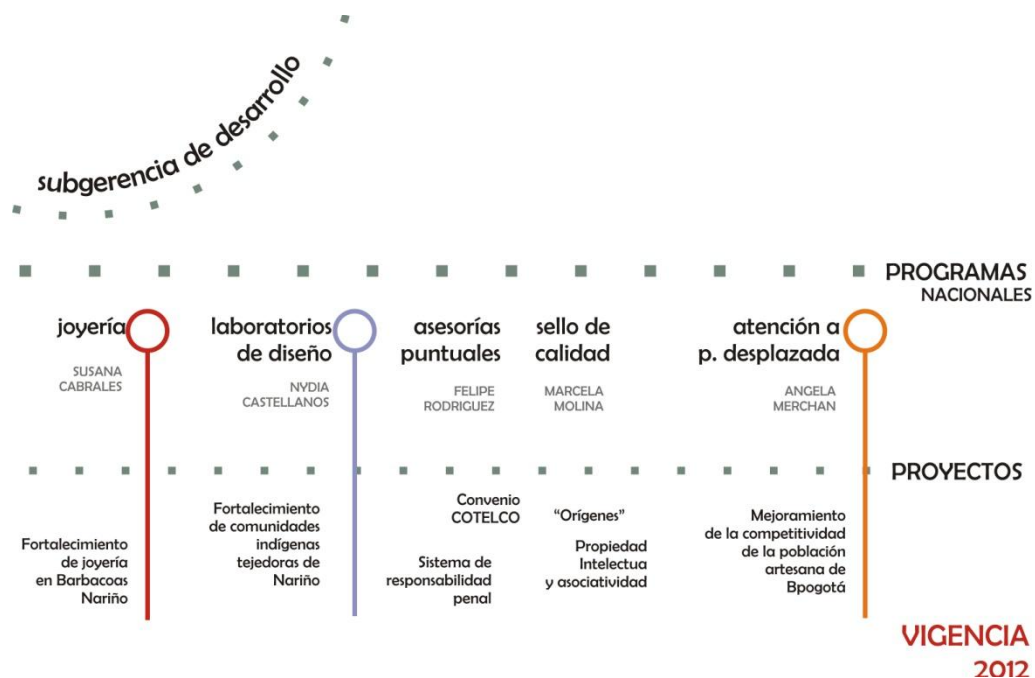 subgerencia de desarrollo
PROGRAMAS
NACIONALES
joyería
SUSANA
CABRALES
laboratorios
de diseño
NYDIA
CASTELLANOS
asesorías
puntuales
FELIPE
RODRIGUEZ
sello de
calidad
MARCELA
MOLINA
atención a
p. desplazada
ANGELA
MERCHAN
PROYECTOS
Fortalecimiento
de joyería
en Barbacoas
Nariño
Fortalecimiento
de comunidades
indígenas
tejedoras de
Nariño
Convenio
COTELCO
Sistema de
responsabilidad
penal
“Orígenes”
Propiedad
Intelectua
y asociatividad
Mejoramiento
de la competitividad
de la población
artesana de
Bpogotá
VIGENCIA
2012